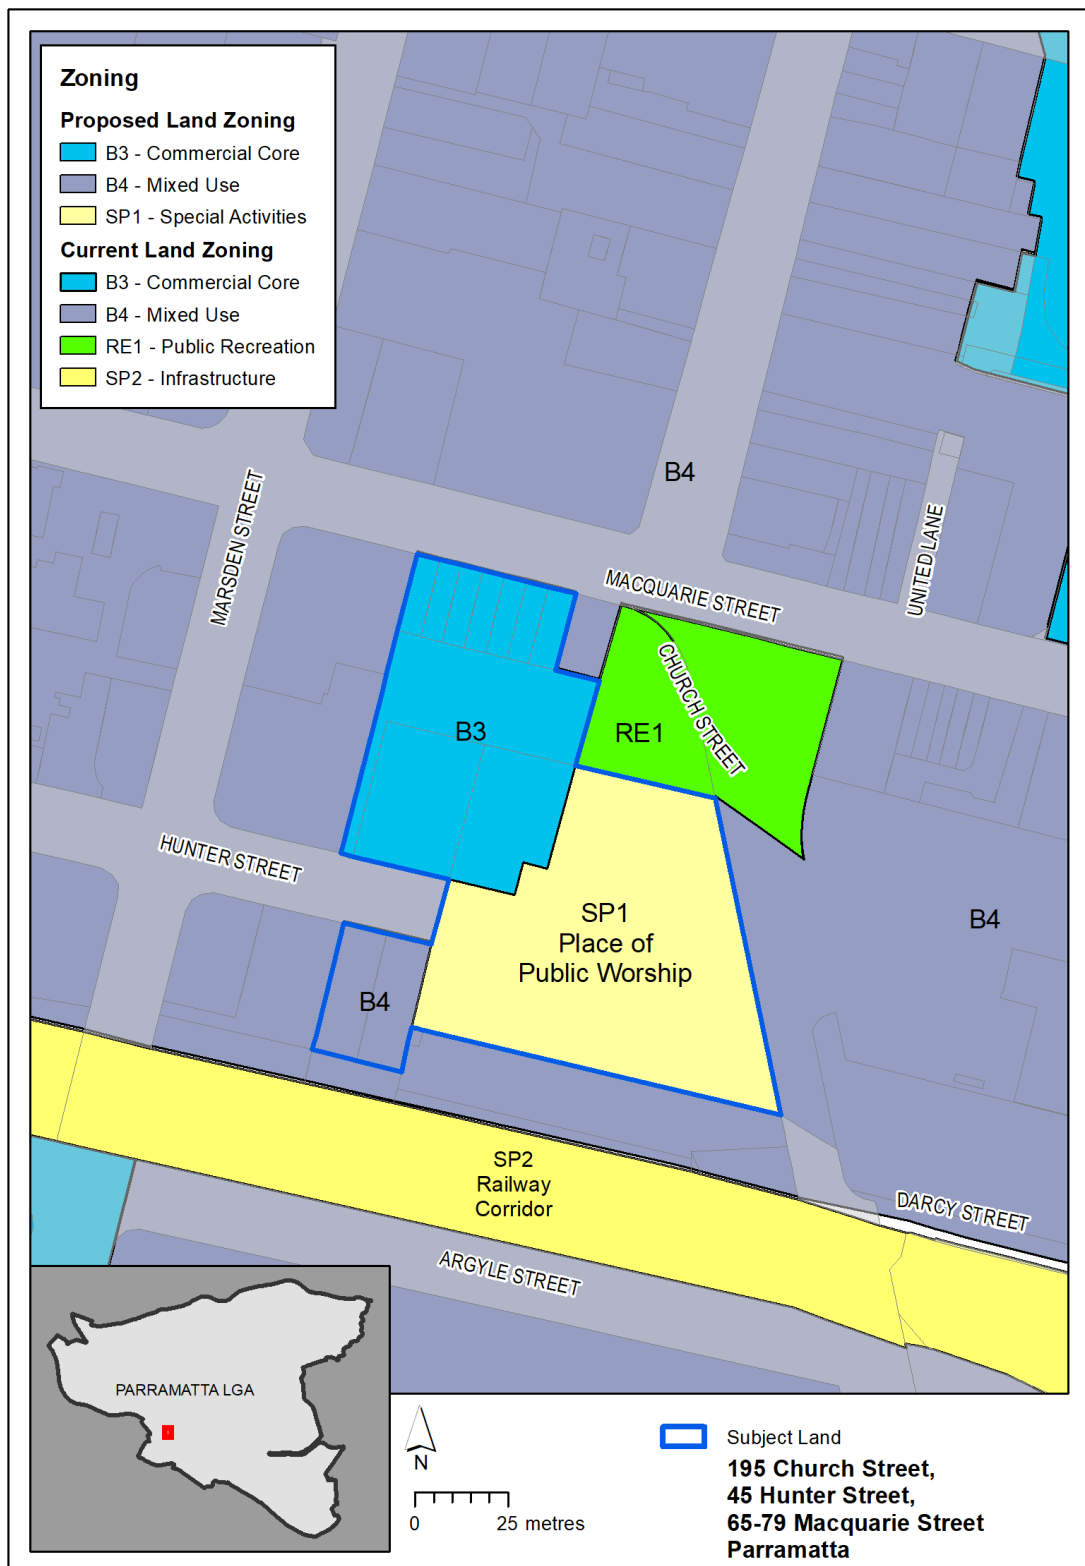 Zoning
Proposed Land Zoning
B3 - Commercial Core
B4 - Mixed Use
SP1 - Special Activities
Current Land Zoning
B3 - Commercial Core
B4 - Mixed Use
RE1 - Public Recreation
SP2 - Infrastructure
B4
MARSDEN STREET
UNITED LANE
MACQUARIE STREET
CHURCH STREET
B3
RE1
HUNTER STREET
SP1
Place of
Public Worship
B4
B4
SP2
Railway
Corridor
DARCY STREET
ARGYLE STREET
PARRAMATTA LGA
N
0 25 metres
Subject Land
195 Church Street,
45 Hunter Street,
65-79 Macquarie Street
Parramatta